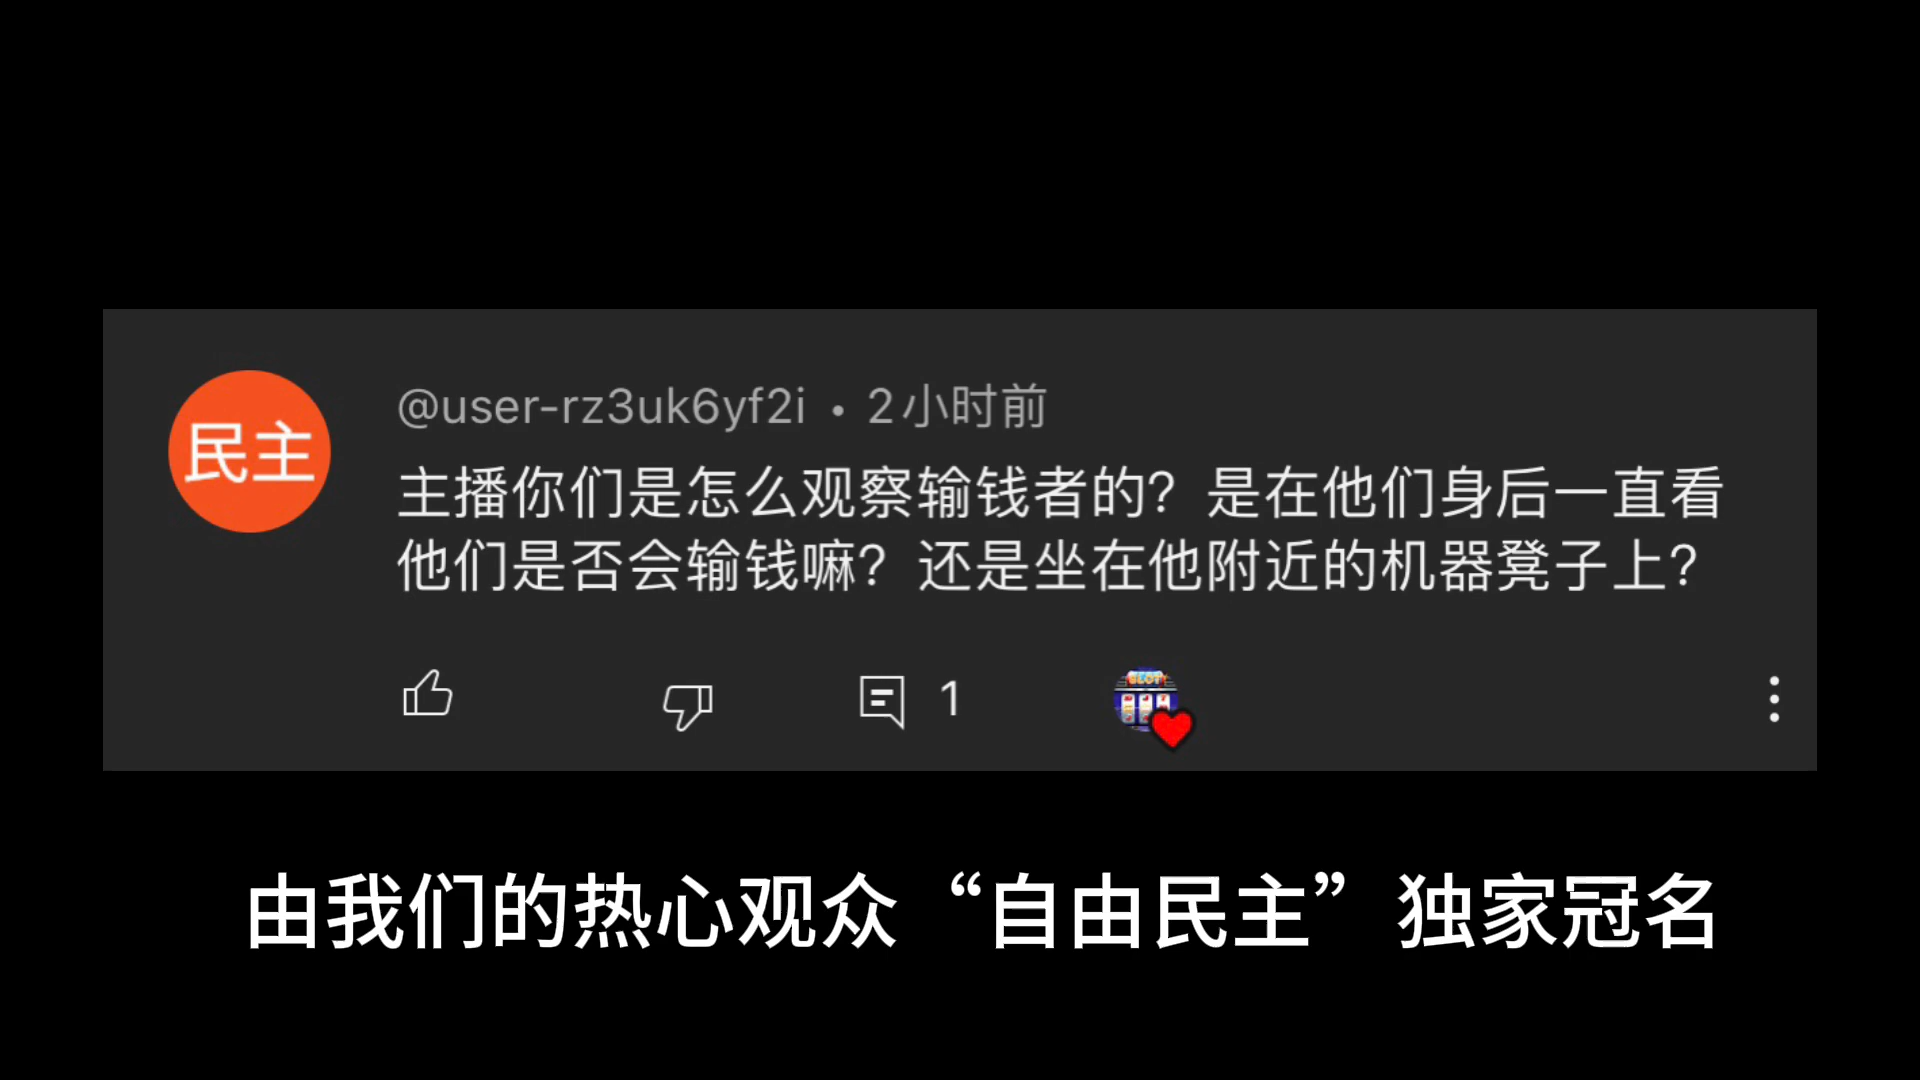 民主
@user-rz3uk6yf2i • 2小时前
主播你们是怎么观察输钱者的？是在他们身后一直看
他们是否会输钱嘛？还是坐在他附近的机器凳子上？
1
SLOT
由我们的热心观众“自由民主”独家冠名